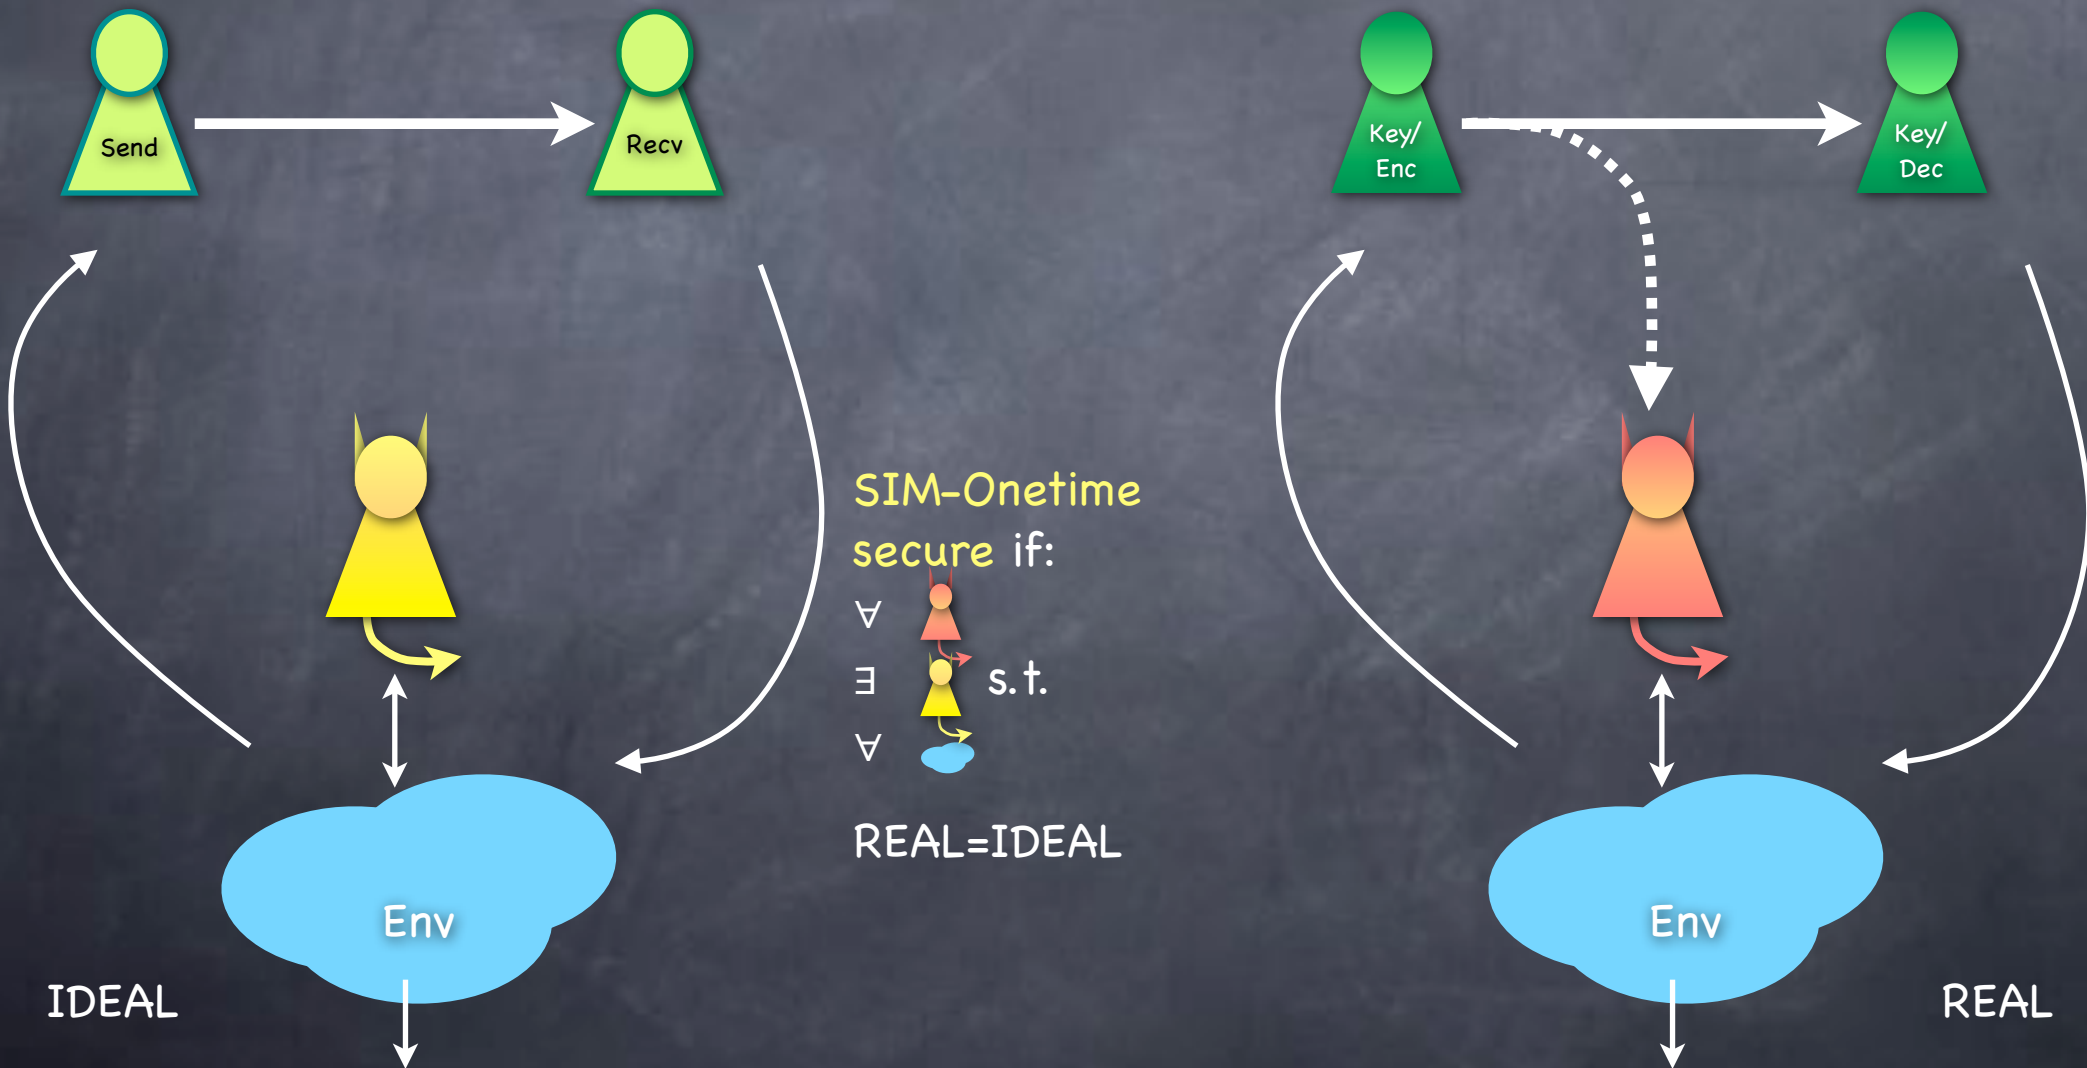 Send
Recv
Key/
Enc
Key/
Dec
SIM-Onetime
secure if:
∀
∃ s.t.
∀
REAL=IDEAL
Env
Env
IDEAL
REAL